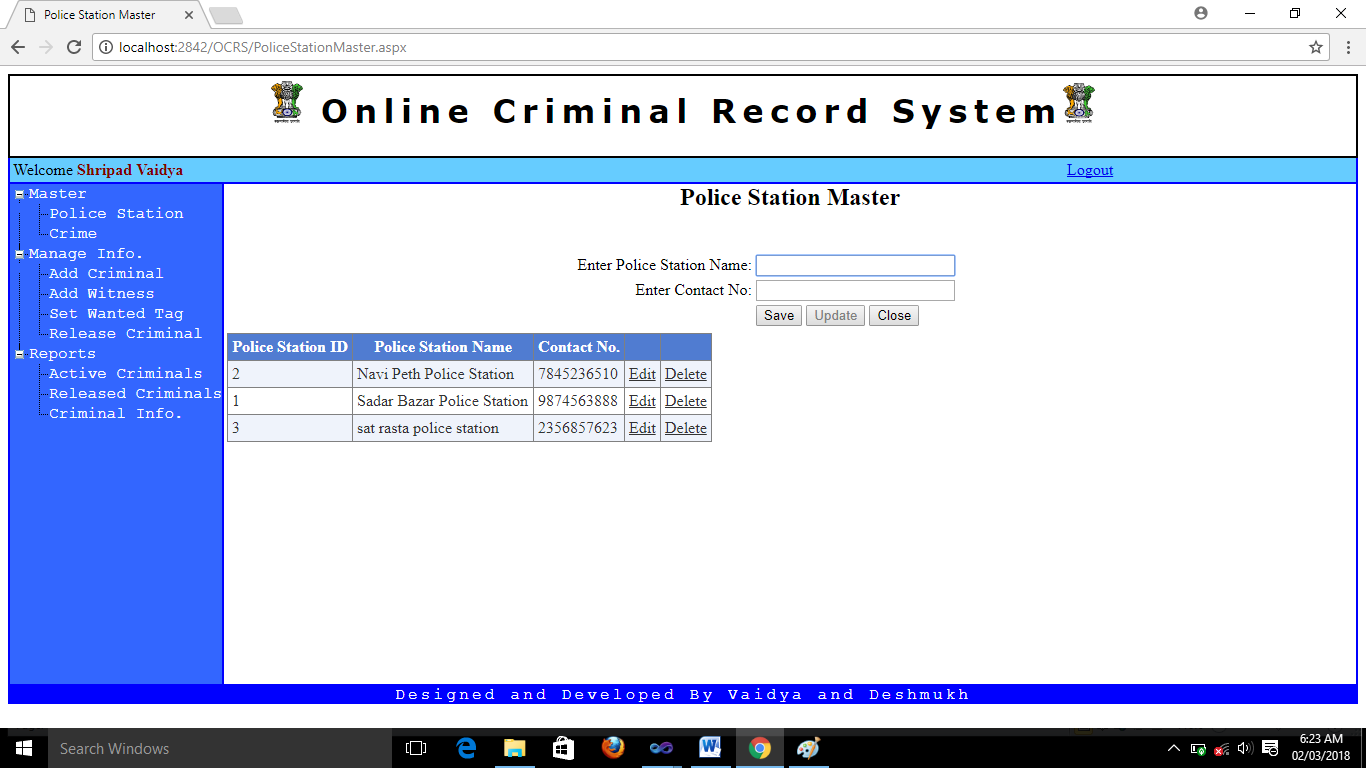 Police Station Master
localhost:2842/OCRS/PoliceStationMaster.aspx
Online Criminal Record System
Welcome Shripad Vaidya Logout
Master
Police Station
Crime
Manage Info.
Add Criminal
Add Witness
Set Wanted Tag
Release Criminal
Reports
Active Criminals
Released Criminals
Criminal Info.
Police Station Master
Enter Police Station Name:
Enter Contact No:
Save Update Close
Police Station ID Police Station Name Contact No.
2 Navi Peth Police Station 7845236510 Edit Delete
1 Sadar Bazar Police Station 9874563888 Edit Delete
3 sat rasta police station 2356857623 Edit Delete
Designed and Developed By Vaidya and Deshmukh
Search Windows
6:23 AM
02/03/2018